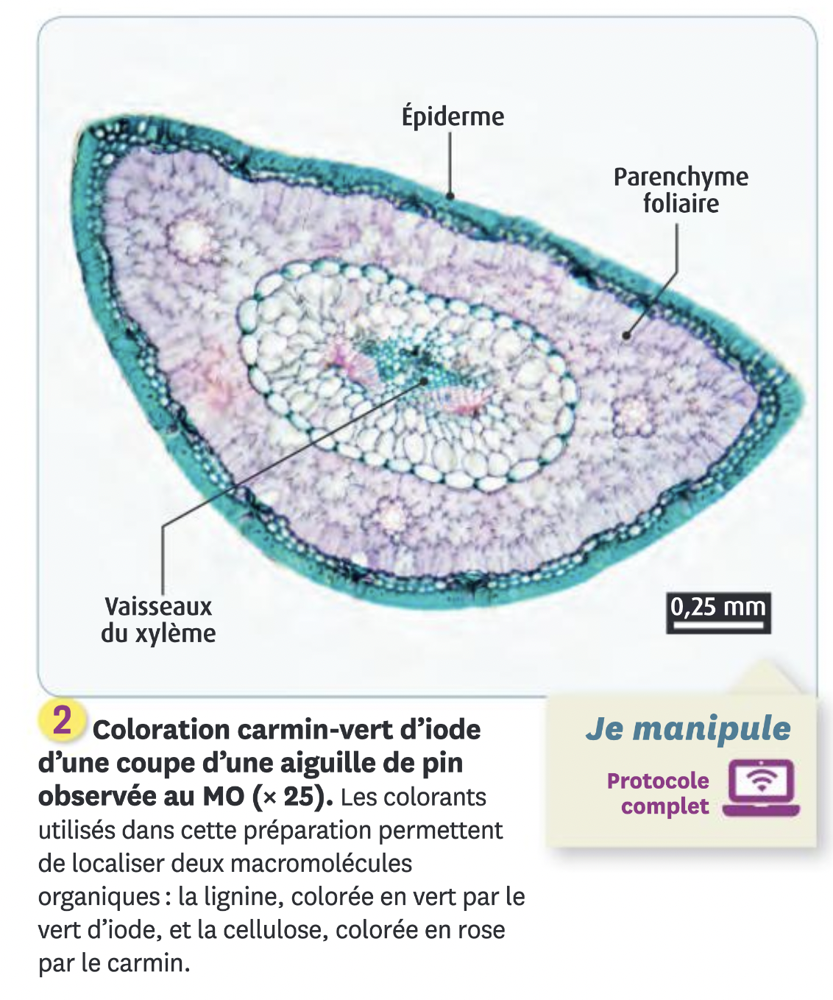 Épiderme
Parenchyme
foliaire
Vaisseaux
du xylème
0,25 mm
2 Coloration carmin-vert d’iode
d’une coupe d’une aiguille de pin
observée au MO (× 25). Les colorants
utilisés dans cette préparation permettent
de localiser deux macromolécules
organiques : la lignine, colorée en vert par le
vert d’iode, et la cellulose, colorée en rose
par le carmin.
Je manipule
Protocole
complet